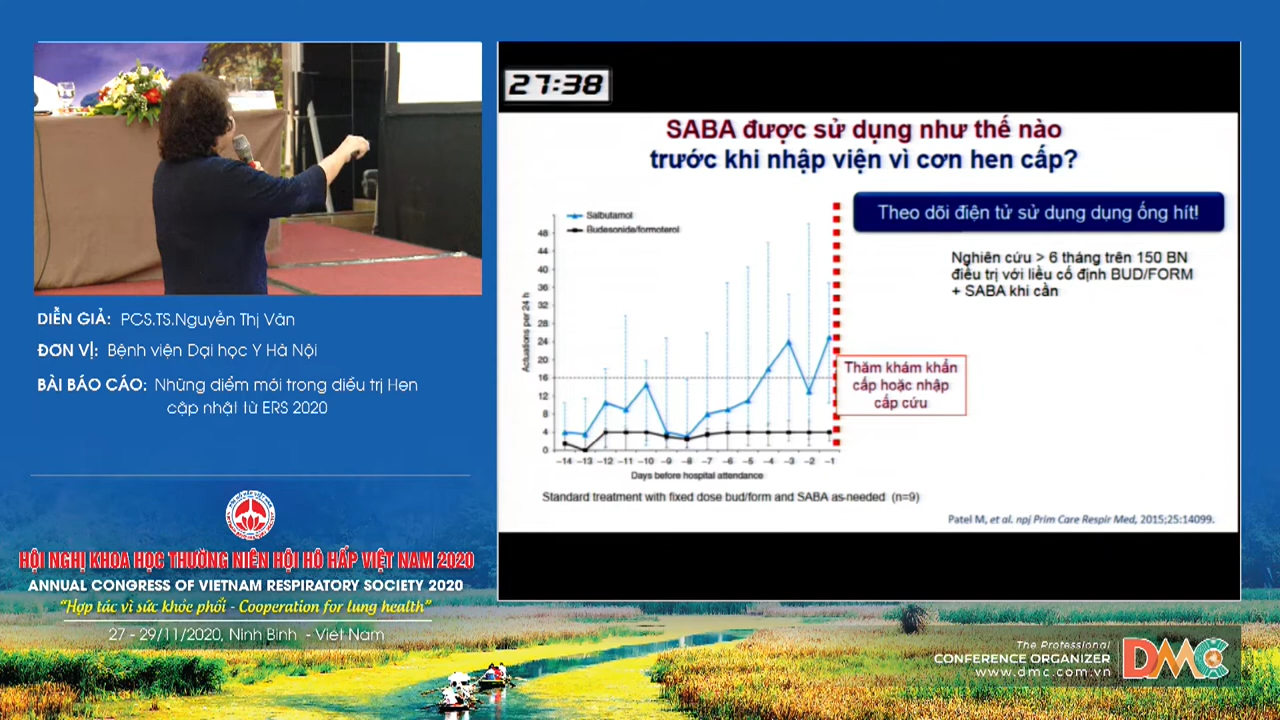 27:38
SABA được sử dụng như thế nào
trước khi nhập viện vì cơn hen cấp?
Theo dõi điện tử sử dụng dụng ống hít!
Nghiên cứu > 6 tháng trên 150 BN
điều trị với liều cố định BUD/FORM
+ SABA khi cần
Salbutamol
Budesonide/formoterol
Actuations per 24 h
48
44
40
36
32
28
24
20
16
12
8
4
0
-14 -13 -12 -11 -10 -9 -8 -7 -6 -5 -4 -3 -2 -1
Days before hospital attendance
Thăm khám khẩn
cấp hoặc nhập
cấp cứu
Standard treatment with fixed dose bud/form and SABA as-needed (n=9)
Patel M, et al. npj Prim Care Respir Med, 2015;25:14099.
DIỄN GIẢ: PCS.TS.Nguyễn Thị Vân
ĐƠN VỊ: Bệnh viện Dại học Y Hà Nội
BÀI BÁO CÁO: Những diểm mới trong diều trị Hen
cập nhật từ ERS 2020
HỘI NGHỊ KHOA HỌC THƯỜNG NIÊN HỘI HÔ HẤP VIỆT NAM 2020
ANNUAL CONGRESS OF VIETNAM RESPIRATORY SOCIETY 2020
"Hợp tác vì sức khỏe phổi - Cooperation for lung health"
27 - 29/11/2020, Ninh Bình - Việt Nam
The Professional
CONFERENCE ORGANIZER
www.dmc.com.vn
DMC